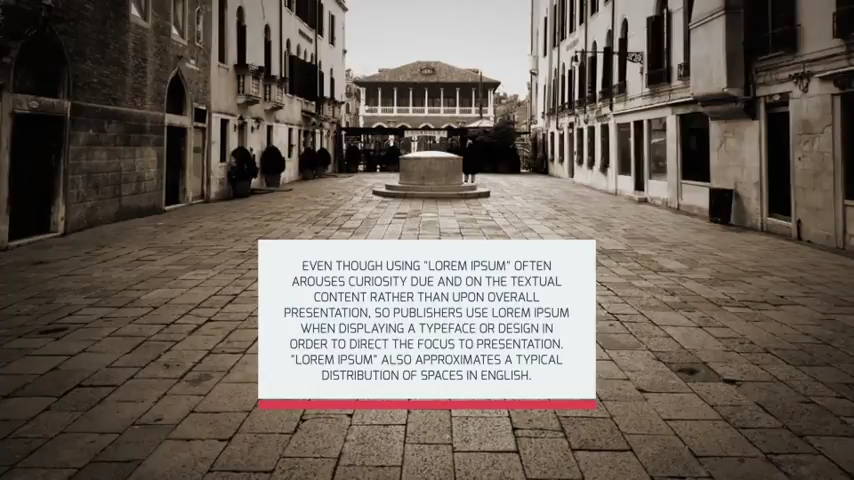 EVEN THOUGH USING "LOREM IPSUM" OFTEN
AROUSES CURIOSITY DUE AND ON THE TEXTUAL
CONTENT RATHER THAN UPON OVERALL
PRESENTATION, SO PUBLISHERS USE LOREM IPSUM
WHEN DISPLAYING A TYPEFACE OR DESIGN IN
ORDER TO DIRECT THE FOCUS TO PRESENTATION.
"LOREM IPSUM" ALSO APPROXIMATES A TYPICAL
DISTRIBUTION OF SPACES IN ENGLISH.